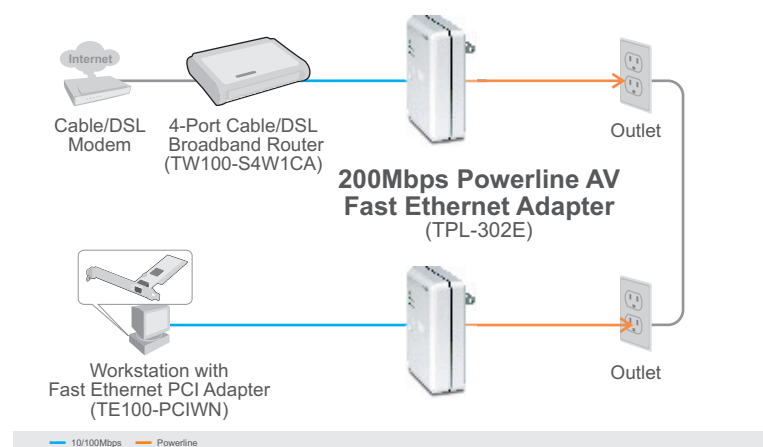 Internet
Cable/DSL
Modem
4-Port Cable/DSL
Broadband Router
(TW100-S4W1CA)
Outlet
200Mbps Powerline AV
Fast Ethernet Adapter
(TPL-302E)
Workstation with
Fast Ethernet PCI Adapter
(TE100-PCIWN)
Outlet
10/100Mbps
Powerline